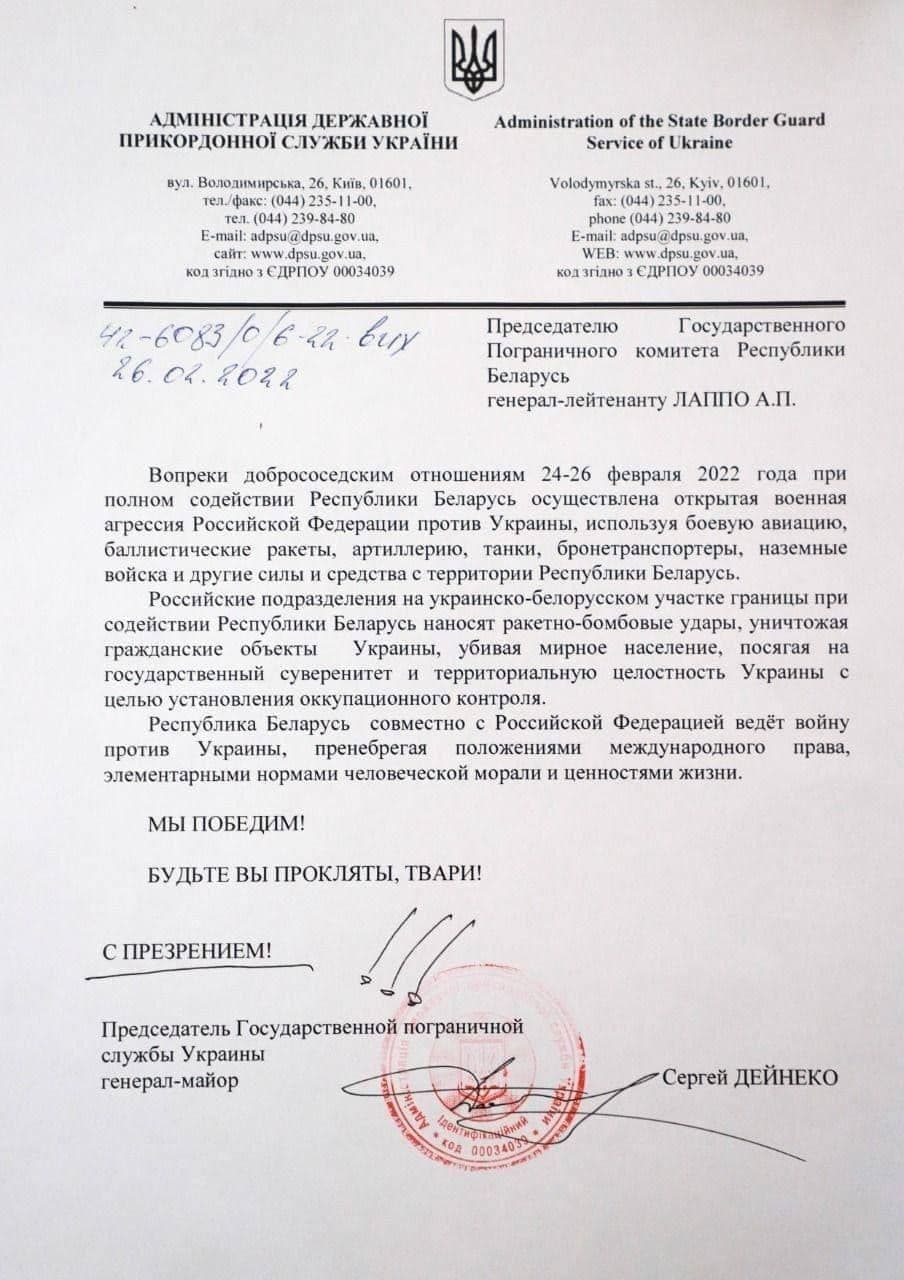 АДМІНІСТРАЦІЯ ДЕРЖАВНОЇ
ПРИКОРДОННОЇ СЛУЖБИ УКРАЇНИ
вул. Володимирська, 26, Київ, 01601,
тел./факс: (044) 235-11-00,
тел. (044) 239-84-80
E-mail: adpsu@dpsu.gov.ua,
сайт: www.dpsu.gov.ua,
код згідно з ЄДРПОУ 00034039
Administration of the State Border Guard
Service of Ukraine
Volodymyrska st., 26, Kyiv, 01601,
fax: (044) 235-11-00,
phone (044) 239-84-80
E-mail: adpsu@dpsu.gov.ua,
WEB: www.dpsu.gov.ua,
код згідно з ЄДРПОУ 00034039
42-6083/0/6-22-вих
26.02.2022
Председателю Государственного
Пограничного комитета Республики
Беларусь
генерал-лейтенанту ЛАППО А.П.
Вопреки добрососедским отношениям 24-26 февраля 2022 года при
полном содействии Республики Беларусь осуществлена открытая военная
агрессия Российской Федерации против Украины, используя боевую авиацию,
баллистические ракеты, артиллерию, танки, бронетранспортеры, наземные
войска и другие силы и средства с территории Республики Беларусь.
Российские подразделения на украинско-белорусском участке границы при
содействии Республики Беларусь наносят ракетно-бомбовые удары, уничтожая
гражданские объекты Украины, убивая мирное население, посягая на
государственный суверенитет и территориальную целостность Украины с
целью установления оккупационного контроля.
Республика Беларусь совместно с Российской Федерацией ведёт войну
против Украины, пренебрегая положениями международного права,
элементарными нормами человеческой морали и ценностями жизни.
МЫ ПОБЕДИМ!
БУДЬТЕ ВЫ ПРОКЛЯТЫ, ТВАРИ!
С ПРЕЗРЕНИЕМ!
!!!
Председатель Государственной пограничной
службы Украины
генерал-майор
Сергей ДЕЙНЕКО
Ідентифікаційний
код 00034039